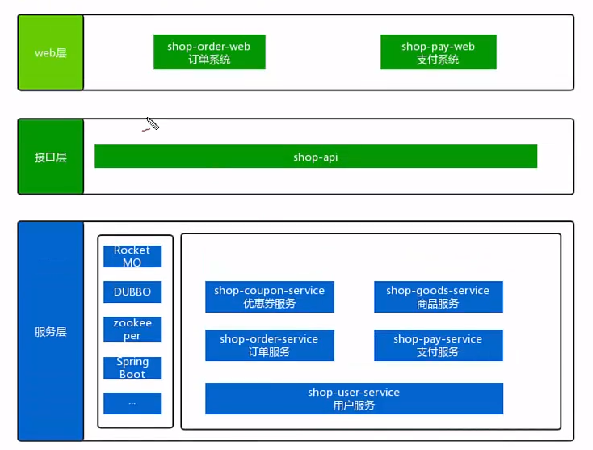 web层
shop-order-web
订单系统
shop-pay-web
支付系统
接口层
shop-api
服务层
Rocket
MQ
DUBBO
zookee
per
Spring
Boot
...
shop-coupon-service
优惠券服务
shop-goods-service
商品服务
shop-order-service
订单服务
shop-pay-service
支付服务
shop-user-service
用户服务